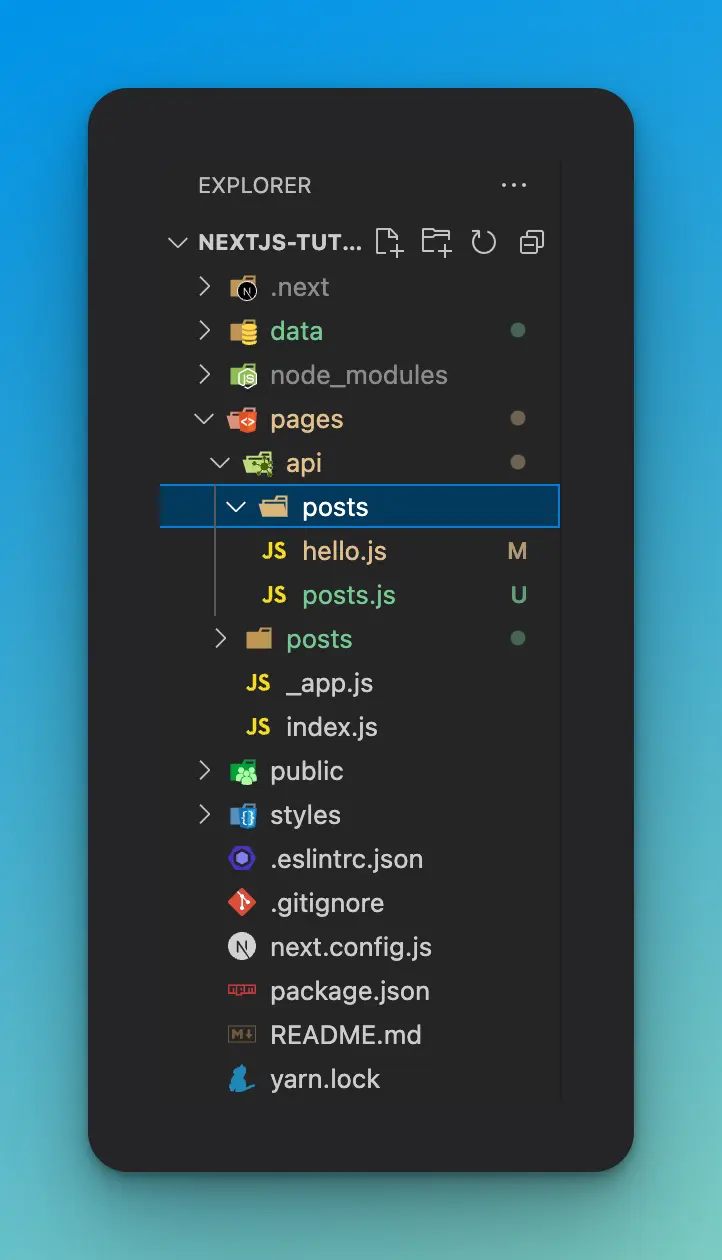 EXPLORER ...
NEXTJS-TUT...
.next
data
node_modules
pages
api
posts
JS hello.js M
JS posts.js U
posts
JS _app.js
JS index.js
public
styles
.eslintrc.json
.gitignore
N next.config.js
npm package.json
M README.md
yarn.lock